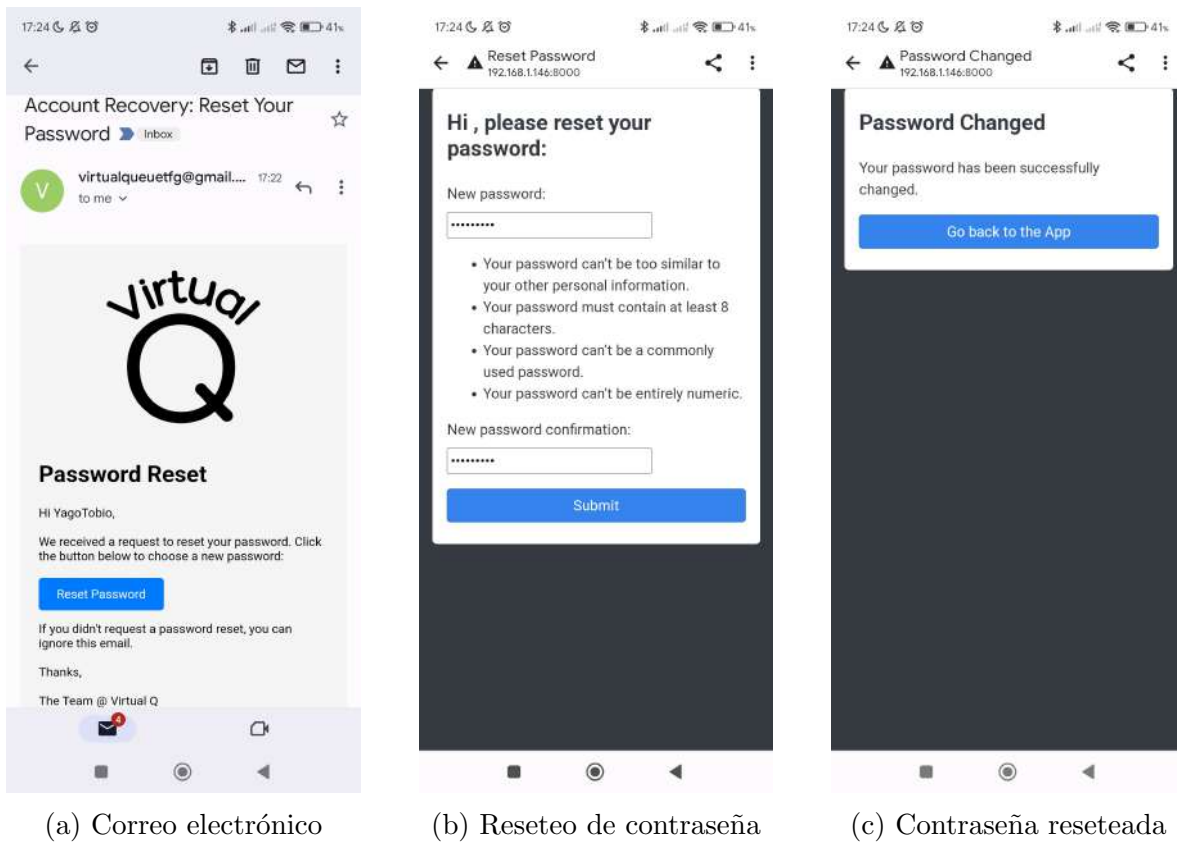 17:24
41%
Account Recovery: Reset Your
Password
Inbox
V
virtualqueuetfg@gmail....
17:22
to me
Virtual
Q
Password Reset
Hi YagoTobio,
We received a request to reset your password. Click
the button below to choose a new password:
Reset Password
If you didn't request a password reset, you can
ignore this email.
Thanks,
The Team @ Virtual Q
4
(a) Correo electrónico
17:24
41%
Reset Password
192.168.1.146:8000
Hi , please reset your
password:
New password:
•••••••••
• Your password can't be too similar to
your other personal information.
• Your password must contain at least 8
characters.
• Your password can't be a commonly
used password.
• Your password can't be entirely numeric.
New password confirmation:
•••••••••
Submit
(b) Reseteo de contraseña
17:24
41%
Password Changed
192.168.1.146:8000
Password Changed
Your password has been successfully
changed.
Go back to the App
(c) Contraseña reseteada